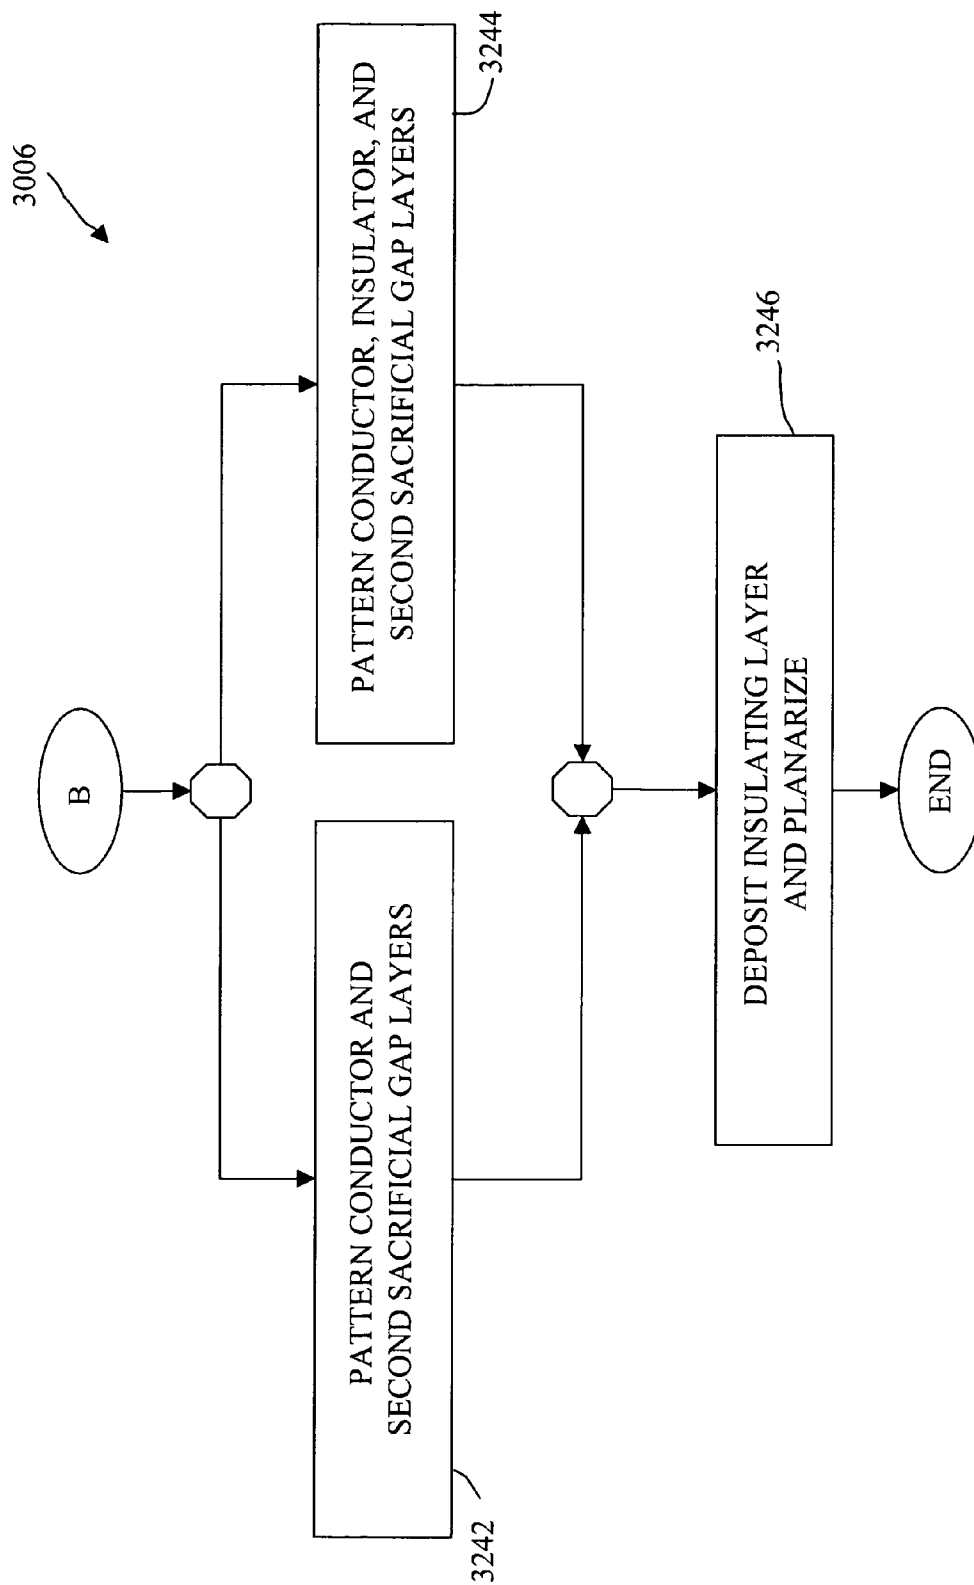 3006
B
PATTERN CONDUCTOR AND
SECOND SACRIFICIAL GAP LAYERS
3242
PATTERN CONDUCTOR, INSULATOR, AND
SECOND SACRIFICIAL GAP LAYERS
3244
DEPOSIT INSULATING LAYER
AND PLANARIZE
3246
END